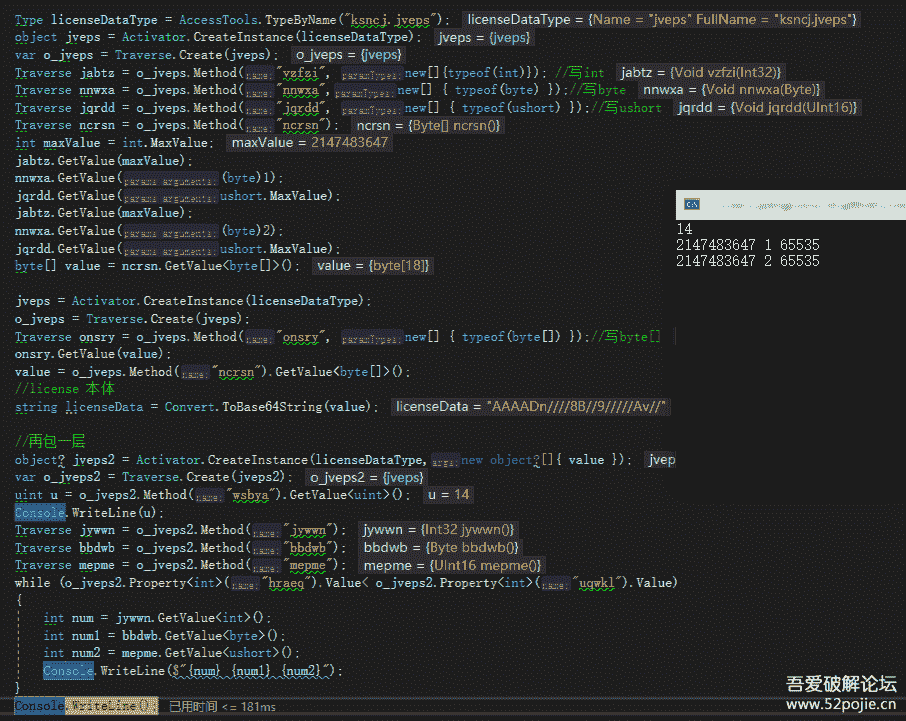 Type licenseDataType = AccessTools.TypeByName("ksncj.jveps"); licenseDataType = {Name = "jveps" FullName = "ksncj.jveps"}
object jveps = Activator.CreateInstance(licenseDataType); jveps = {jveps}
var o_jveps = Traverse.Create(jveps); o_jveps = {jveps}
Traverse jabtz = o_jveps.Method(name:"vzfzi", paramTypes:new[]{typeof(int)}); //写int jabtz = {Void vzfzi(Int32)}
Traverse nnwxa = o_jveps.Method(name:"nnwxa", paramTypes:new[] { typeof(byte) });//写byte nnwxa = {Void nnwxa(Byte)}
Traverse jqrdd = o_jveps.Method(name:"jqrdd", paramTypes:new[] { typeof(ushort) });//写ushort jqrdd = {Void jqrdd(UInt16)}
Traverse ncrsn = o_jveps.Method(name:"ncrsn"); ncrsn = {Byte[] ncrsn()}
int maxValue = int.MaxValue; maxValue = 2147483647
jabtz.GetValue(maxValue);
nnwxa.GetValue(params arguments:(byte)1);
jqrdd.GetValue(params arguments:ushort.MaxValue);
jabtz.GetValue(maxValue);
nnwxa.GetValue(params arguments:(byte)2);
jqrdd.GetValue(params arguments:ushort.MaxValue);
byte[] value = ncrsn.GetValue<byte[]>(); value = {byte[18]}
14
2147483647 1 65535
2147483647 2 65535
jveps = Activator.CreateInstance(licenseDataType);
o_jveps = Traverse.Create(jveps);
Traverse onsry = o_jveps.Method(name:"onsry", paramTypes:new[] { typeof(byte[]) });//写byte[]
onsry.GetValue(value);
value = o_jveps.Method(name:"ncrsn").GetValue<byte[]>();
//license 本体
string licenseData = Convert.ToBase64String(value); licenseData = "AAAADn////8B//9/////Av//"
//再包一层
object? jveps2 = Activator.CreateInstance(licenseDataType, args:new object?[]{ value }); jvep
var o_jveps2 = Traverse.Create(jveps2); o_jveps2 = {jveps}
uint u = o_jveps2.Method(name:"wsbya").GetValue<uint>(); u = 14
Console.WriteLine(u);
Traverse jywwn = o_jveps2.Method(name:"jywwn"); jywwn = {Int32 jywwn()}
Traverse bbdwb = o_jveps2.Method(name:"bbdwb"); bbdwb = {Byte bbdwb()}
Traverse mepme = o_jveps2.Method(name:"mepme"); mepme = {UInt16 mepme()}
while (o_jveps2.Property<int>(name:"hraeq").Value< o_jveps2.Property<int>(name:"uqwkl").Value)
{
int num = jywwn.GetValue<int>();
int num1 = bbdwb.GetValue<byte>();
int num2 = mepme.GetValue<ushort>();
Console.WriteLine($"{num} {num1} {num2}");
}
Console.WriteLine(); 已用时间 <= 181ms
吾爱破解论坛
www.52pojie.cn